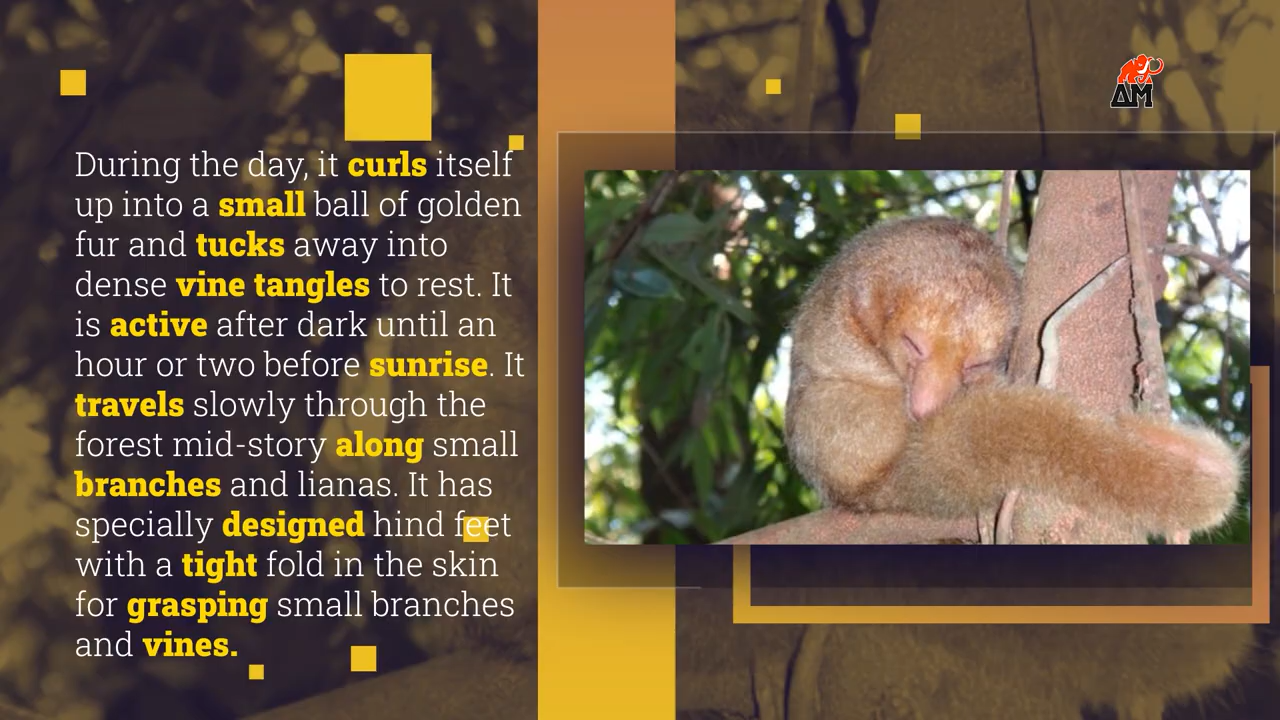 During the day, it curls itself
up into a small ball of golden
fur and tucks away into
dense vine tangles to rest. It
is active after dark until an
hour or two before sunrise. It
travels slowly through the
forest mid-story along small
branches and lianas. It has
specially designed hind feet
with a tight fold in the skin
for grasping small branches
and vines.
AM